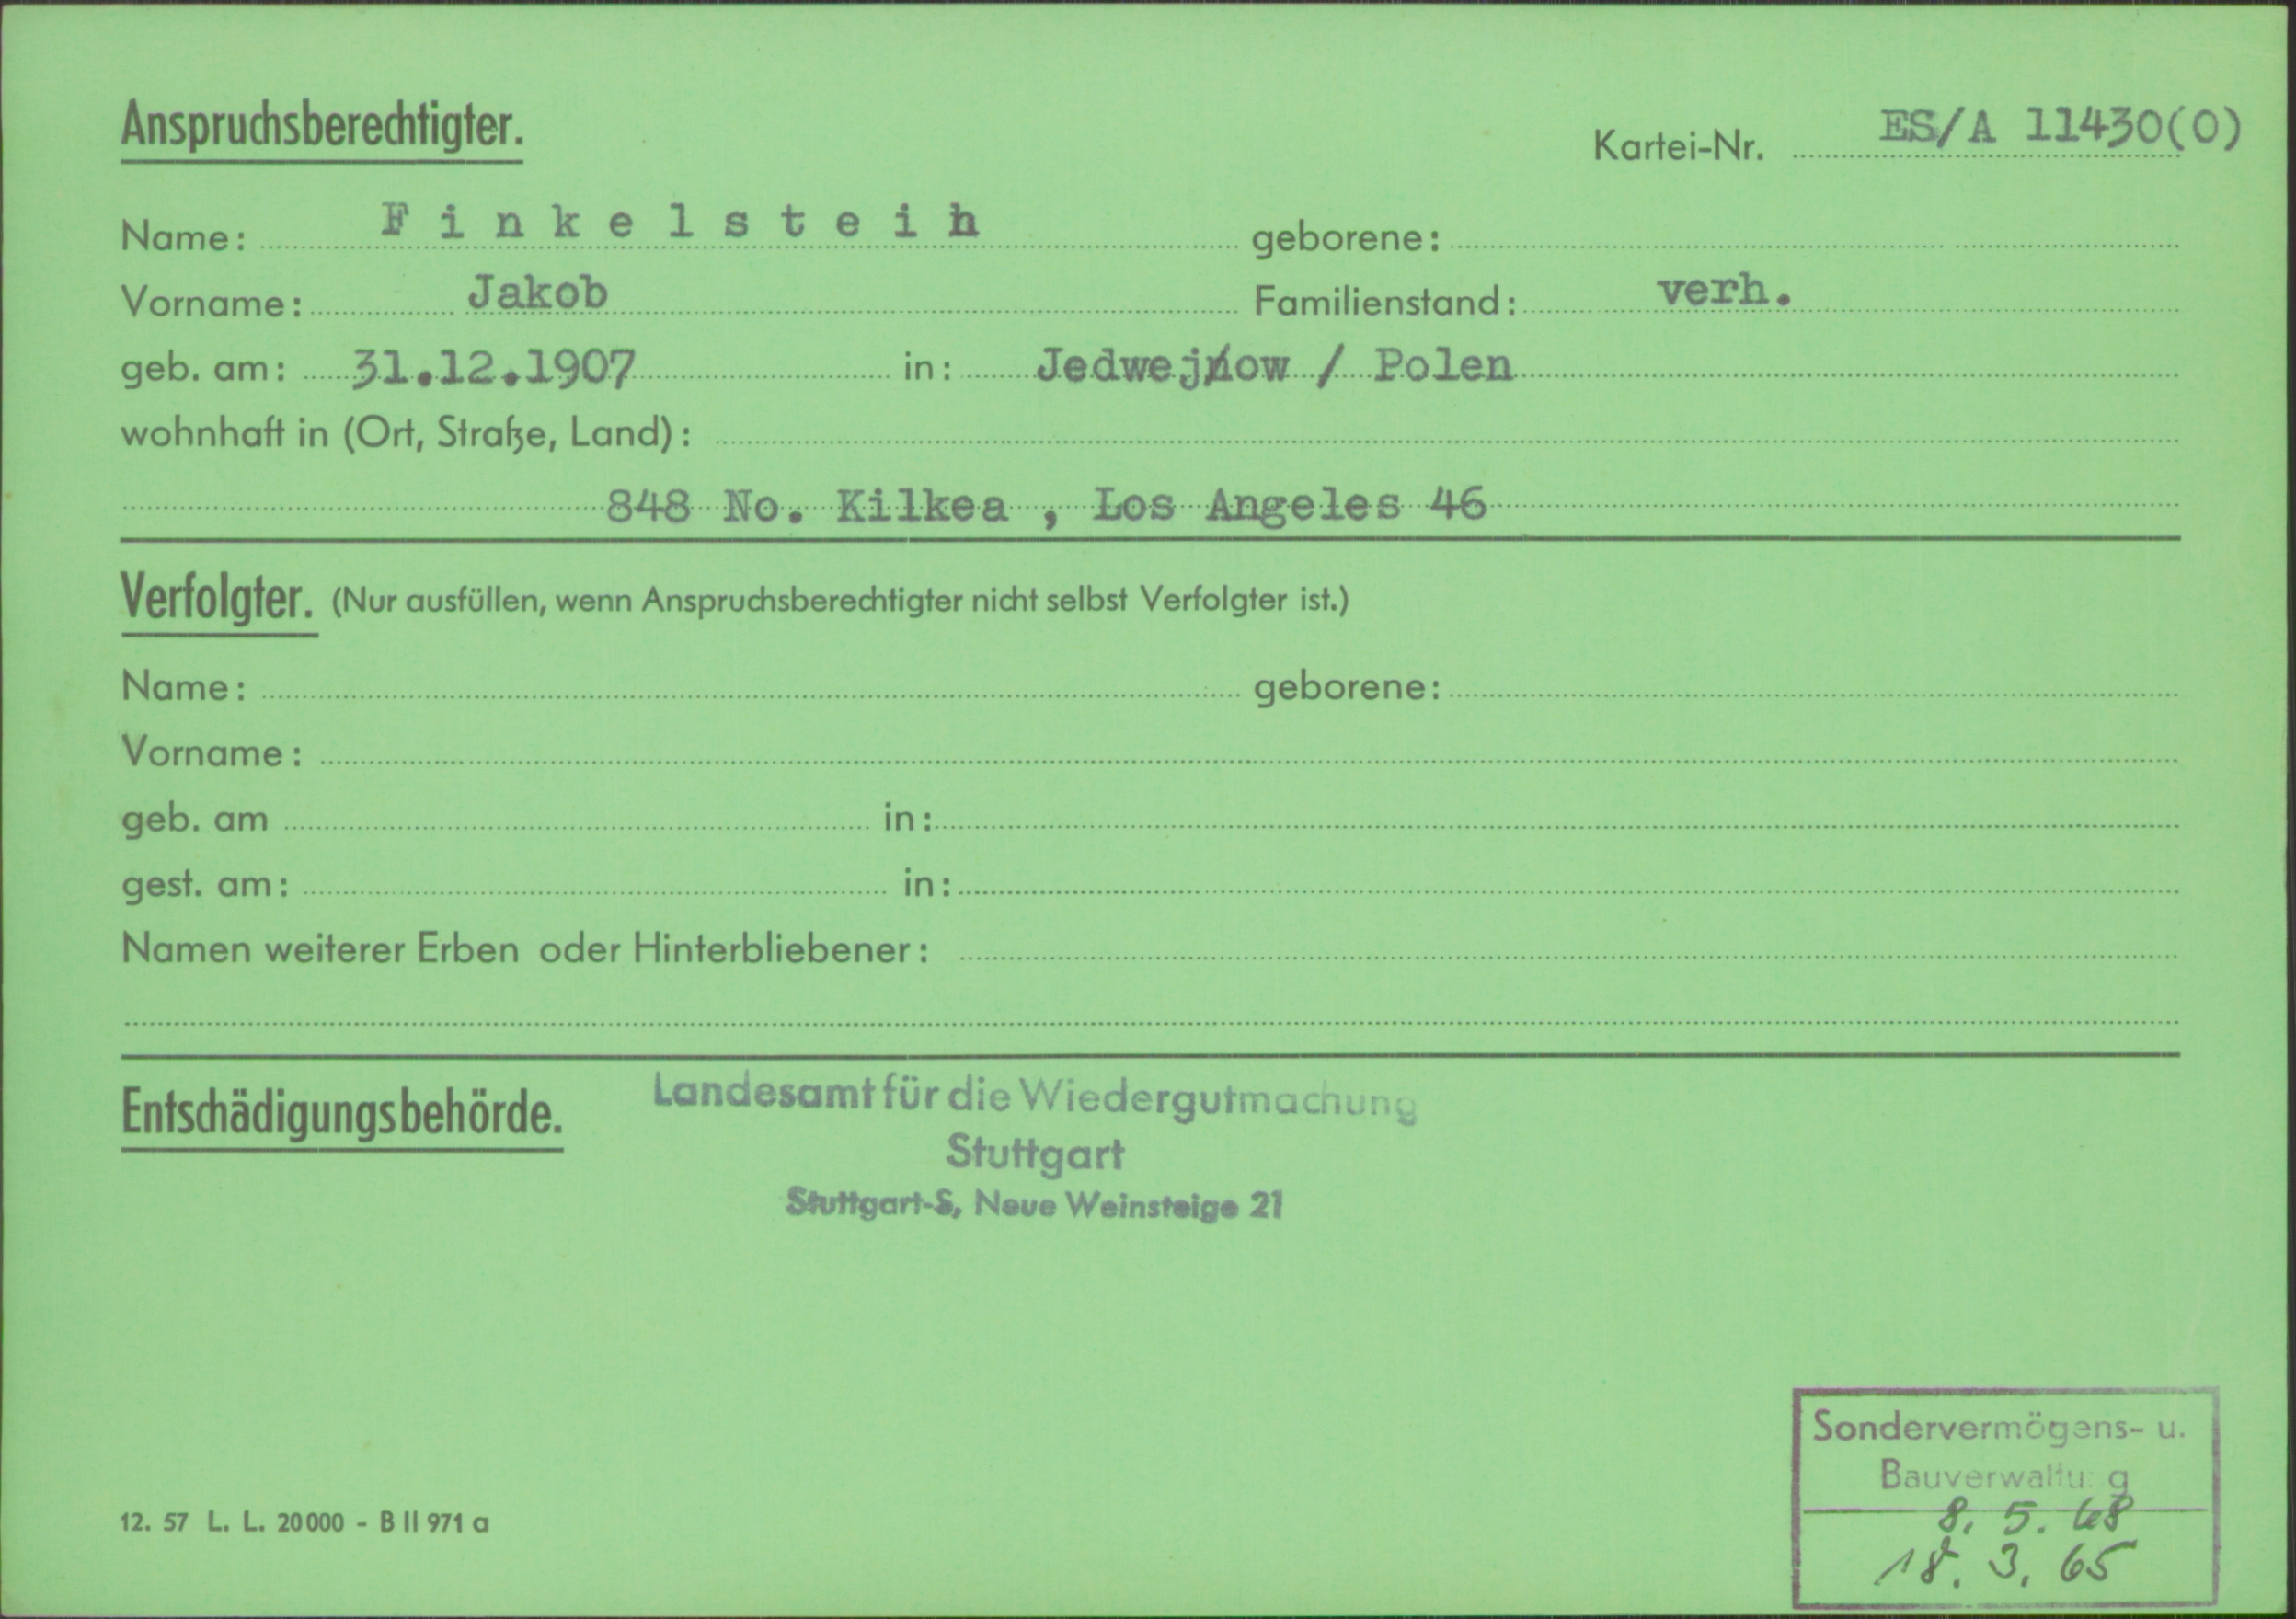 Anspruchsberechtigter.
Kartei-Nr. ES/A 11430(0)
Name: Finkelstein geborene:
Vorname: Jakob Familienstand: verh.
geb. am: 31.12.1907 in: Jedwejnow / Polen
wohnhaft in (Ort, Straße, Land):
848 No. Kilkea , Los Angeles 46
Verfolgter. (Nur ausfüllen, wenn Anspruchsberechtigter nicht selbst Verfolgter ist.)
Name: geborene:
Vorname:
geb. am in:
gest. am: in:
Namen weiterer Erben oder Hinterbliebener:
Entschädigungsbehörde.
Landesamt für die Wiedergutmachung
Stuttgart
Stuttgart-S, Neue Weinsteige 21
Sondervermögens- u.
Bauverwaltung
8. 5. 68
18. 3. 65
12. 57 L. L. 20000 - B II 971 a